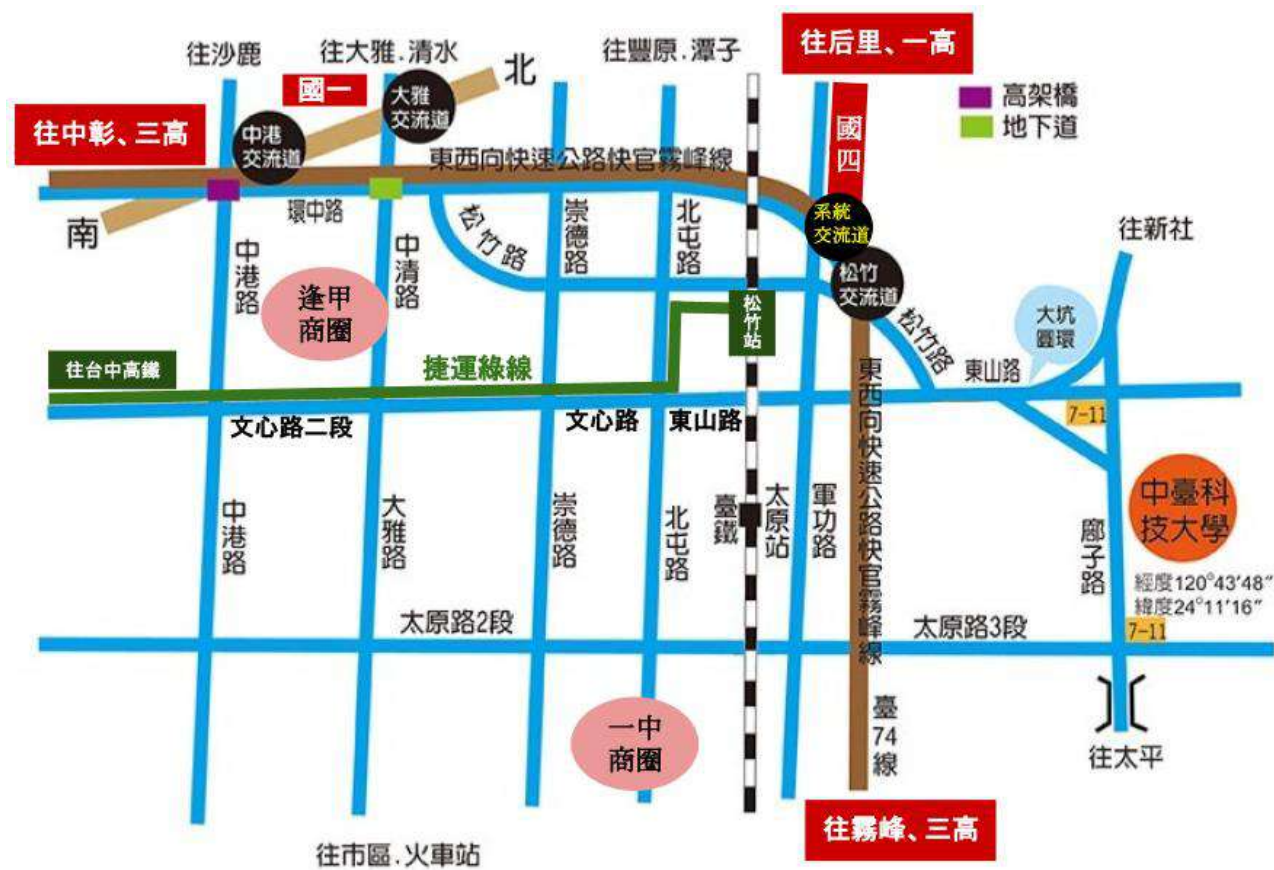 往沙鹿
往大雅.清水
往豐原.潭子
往后里、一高
北
國一
大雅
交流道
高架橋
地下道
往中彰、三高
中港
交流道
國四
東西向快速公路快官霧峰線
南
環中路
松竹路
崇德路
北屯路
系統
交流道
往新社
中港路
中清路
松竹
交流道
逢甲
商圈
松竹站
松竹路
大坑
圓環
往台中高鐵
捷運綠線
東山路
文心路二段
文心路
東山路
7-11
東西向快速公路快官霧峰線
中港路
大雅路
崇德路
北屯路
臺鐵
太原站
軍功路
廍子路
中臺科
技大學
經度120°43'48"
緯度24°11'16"
太原路2段
太原路3段
7-11
一中
商圈
臺74線
往太平
往霧峰、三高
往市區.火車站